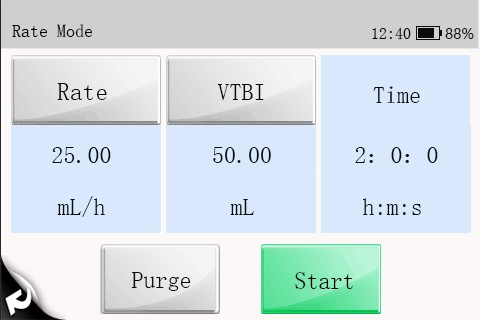 Rate Mode 12:40 88%
Rate VTBI Time
25.00 50.00 2: 0: 0
mL/h mL h:m:s
Purge Start